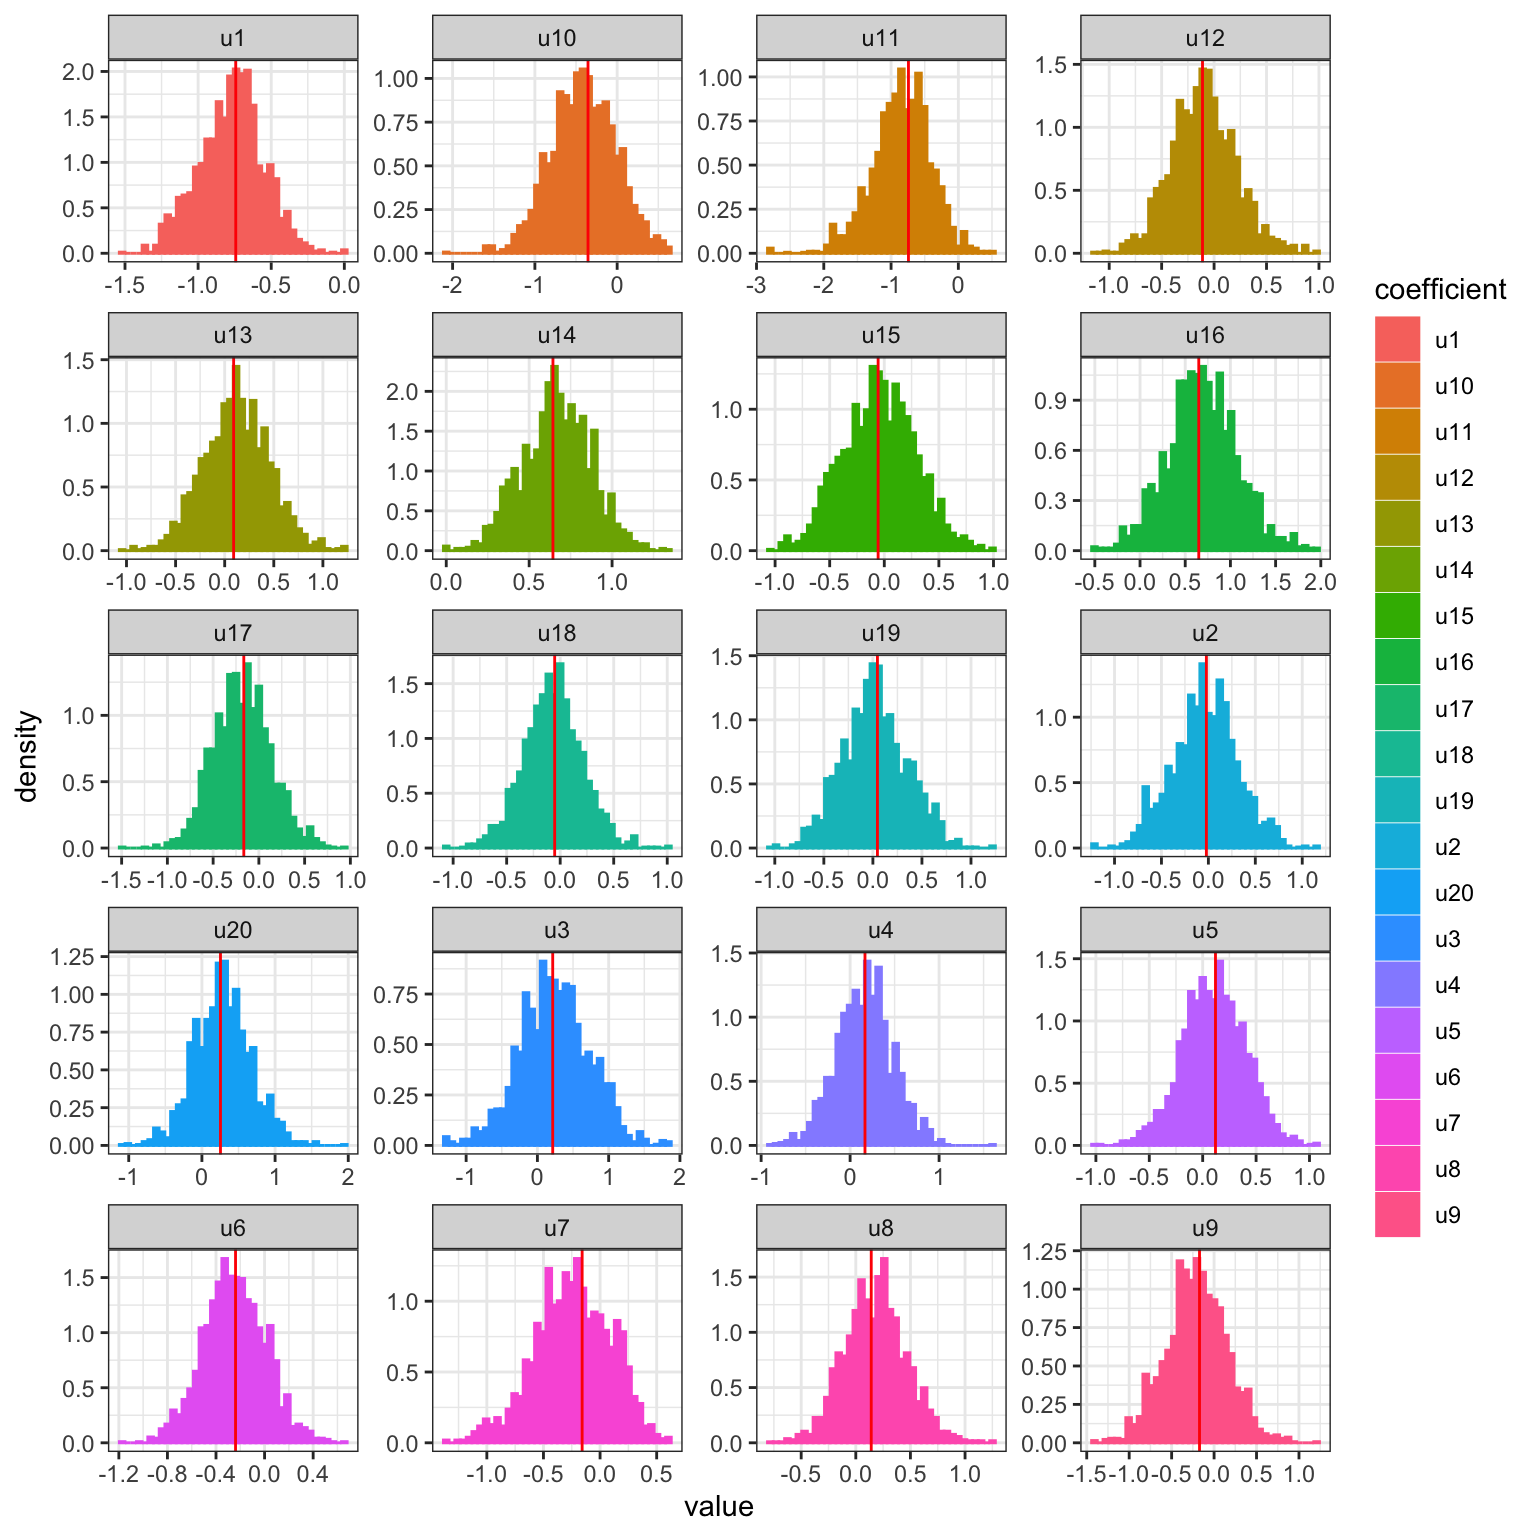 u1 u10 u11 u12
2.0 1.5 1.0 0.5 0.0
1.00 0.75 0.50 0.25 0.00
1.00 0.75 0.50 0.25 0.00
1.5 1.0 0.5 0.0
-1.5 -1.0 -0.5 0.0
-2 -1 0
-3 -2 -1 0
-1.0 -0.5 0.0 0.5 1.0
u13 u14 u15 u16
1.5 1.0 0.5 0.0
2.0 1.5 1.0 0.5 0.0
1.0 0.5 0.0
0.9 0.6 0.3 0.0
-1.0 -0.5 0.0 0.5 1.0
0.0 0.5 1.0
-1.0 -0.5 0.0 0.5 1.0
-0.5 0.0 0.5 1.0 1.5 2.0
u17 u18 u19 u2
1.0 0.5 0.0
1.5 1.0 0.5 0.0
1.5 1.0 0.5 0.0
1.0 0.5 0.0
-1.5 -1.0 -0.5 0.0 0.5 1.0
-1.0 -0.5 0.0 0.5 1.0
-1.0 -0.5 0.0 0.5 1.0
-1.0 -0.5 0.0 0.5 1.0
u20 u3 u4 u5
1.25 1.00 0.75 0.50 0.25 0.00
0.75 0.50 0.25 0.00
1.5 1.0 0.5 0.0
1.5 1.0 0.5 0.0
-1 0 1 2
-1 0 1 2
-1 0 1
-1.0 -0.5 0.0 0.5 1.0
u6 u7 u8 u9
1.5 1.0 0.5 0.0
1.0 0.5 0.0
1.5 1.0 0.5 0.0
1.25 1.00 0.75 0.50 0.25 0.00
-1.2 -0.8 -0.4 0.0 0.4
-1.0 -0.5 0.0 0.5
-0.5 0.0 0.5 1.0
-1.5 -1.0 -0.5 0.0 0.5 1.0
density
value
coefficient
u1
u10
u11
u12
u13
u14
u15
u16
u17
u18
u19
u2
u20
u3
u4
u5
u6
u7
u8
u9